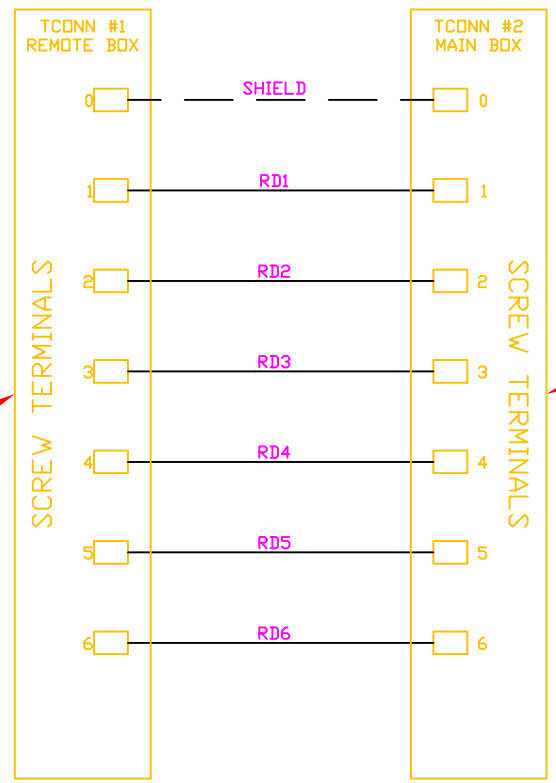 TCONN #1
REMOTE BOX
TCONN #2
MAIN BOX
0 SHIELD 0
1 RD1 1
2 RD2 2
3 RD3 3
4 RD4 4
5 RD5 5
6 RD6 6
SCREW TERMINALS
SCREW TERMINALS